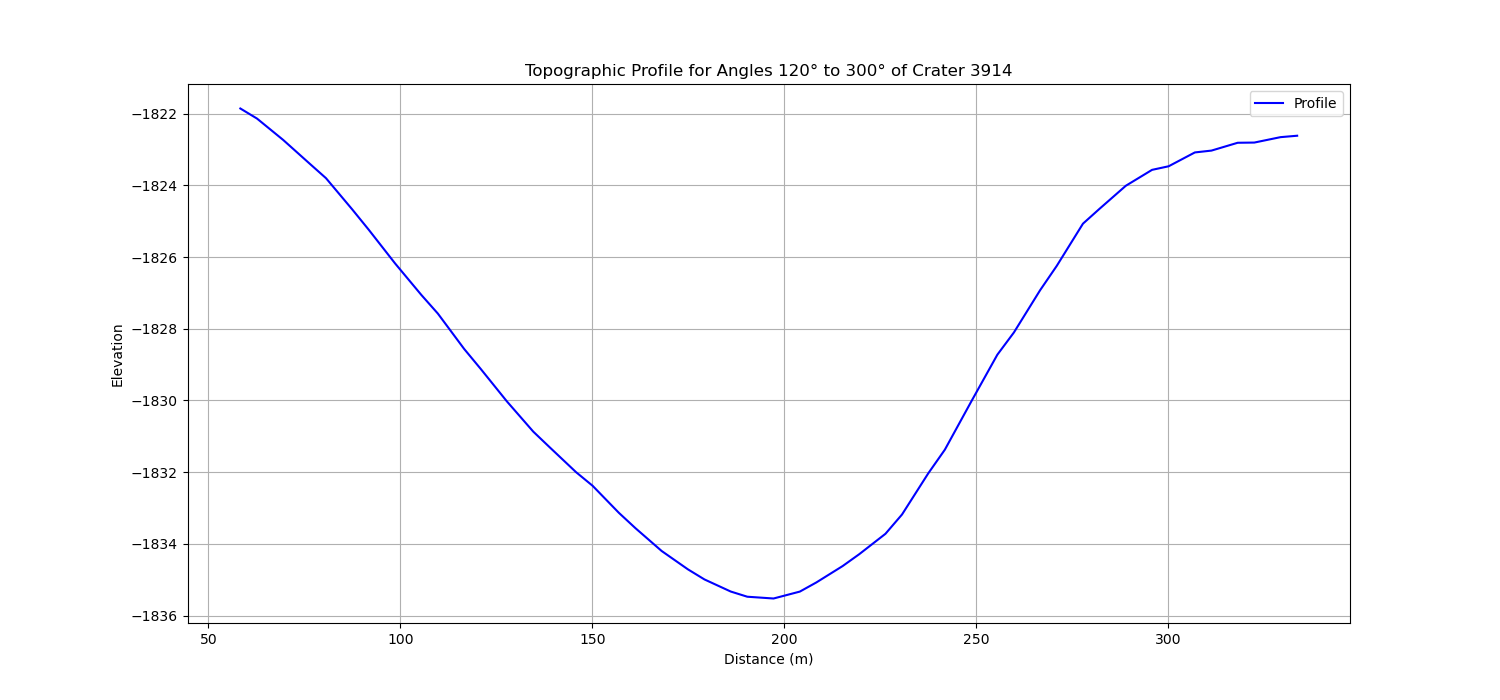 Topographic Profile for Angles 120° to 300° of Crater 3914
Profile
−1822
−1824
−1826
−1828
−1830
−1832
−1834
−1836
Elevation
50 100 150 200 250 300
Distance (m)